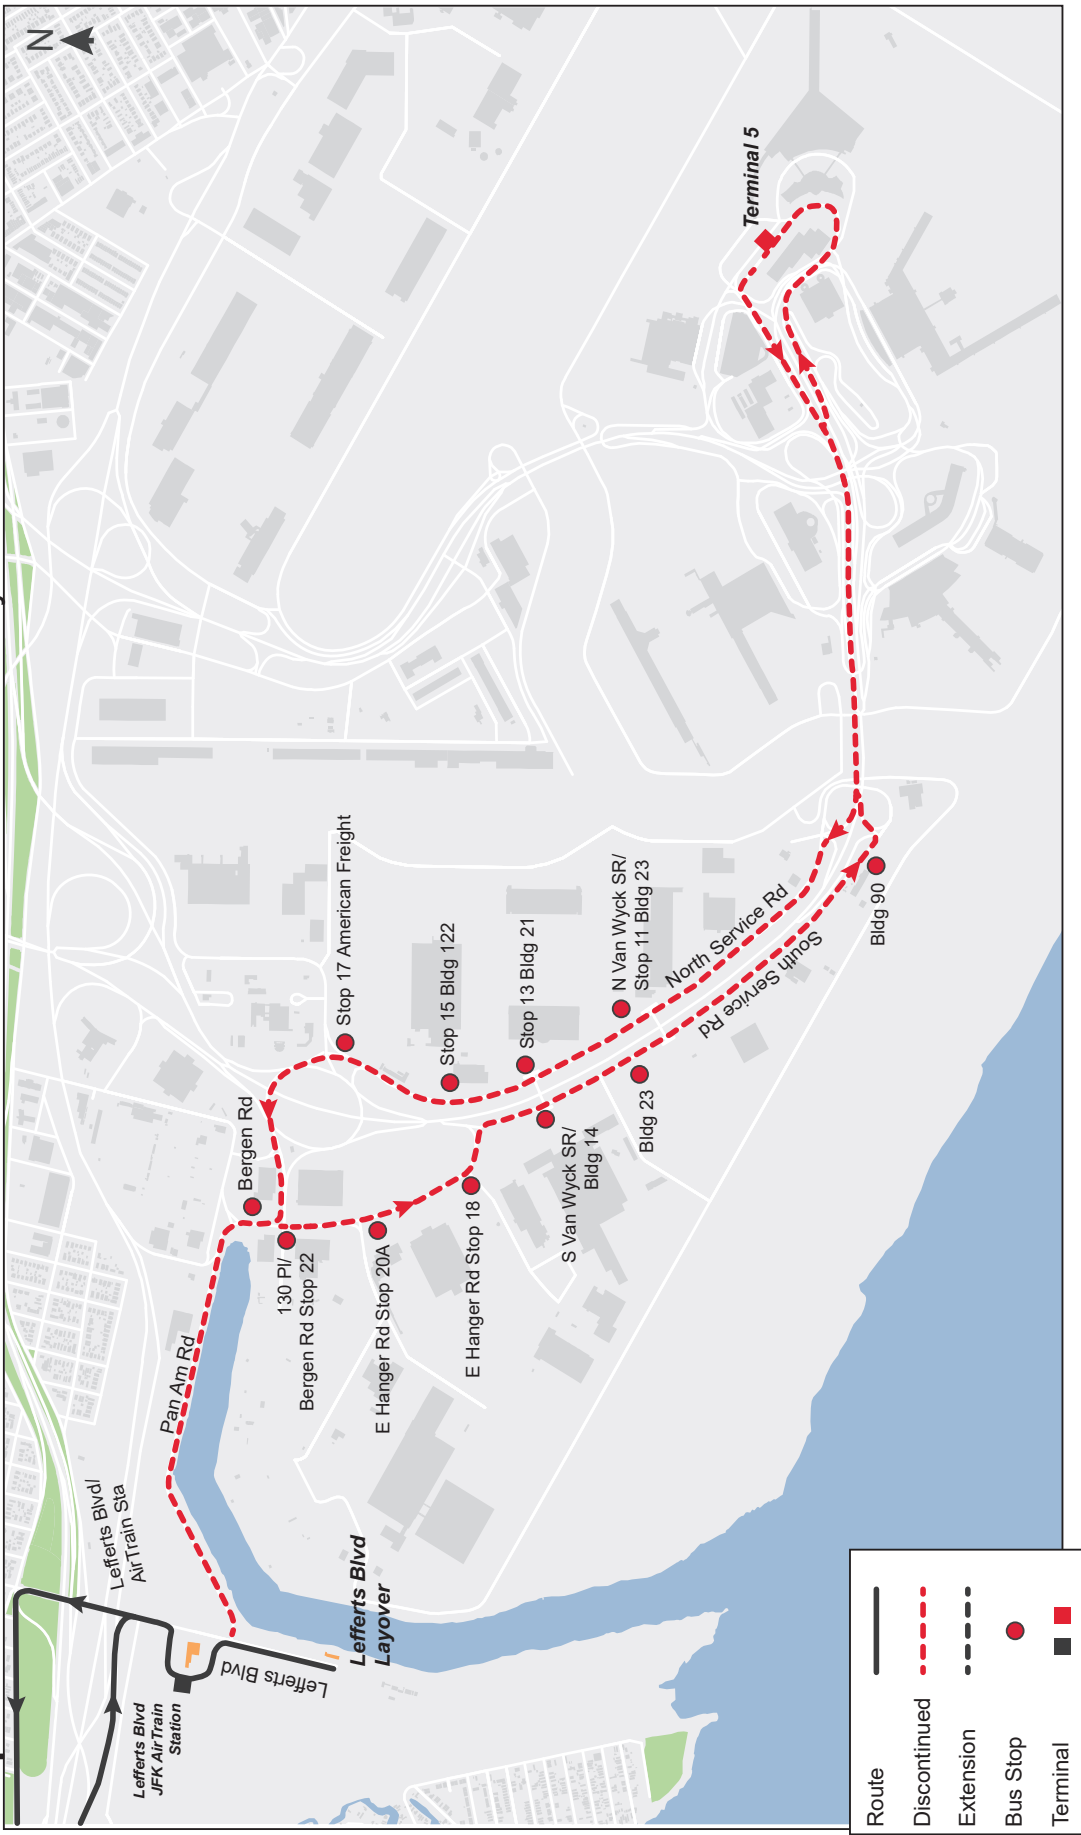 N
Terminal 5
Stop 17 American Freight
Stop 15 Bldg 122
Stop 13 Bldg 21
N Van Wyck SR/
Stop 11 Bldg 23
North Service Rd
South Service Rd
Bldg 90
Bldg 23
S Van Wyck SR/
Bldg 14
Bergen Rd
130 Pl/
Bergen Rd Stop 22
E Hanger Rd Stop 20A
E Hanger Rd Stop 18
Pan Am Rd
Lefferts Blvd/
AirTrain Sta
Lefferts Blvd
Layover
Lefferts Blvd
Lefferts Blvd
JFK AirTrain
Station
Route
Discontinued
Extension
Bus Stop
Terminal